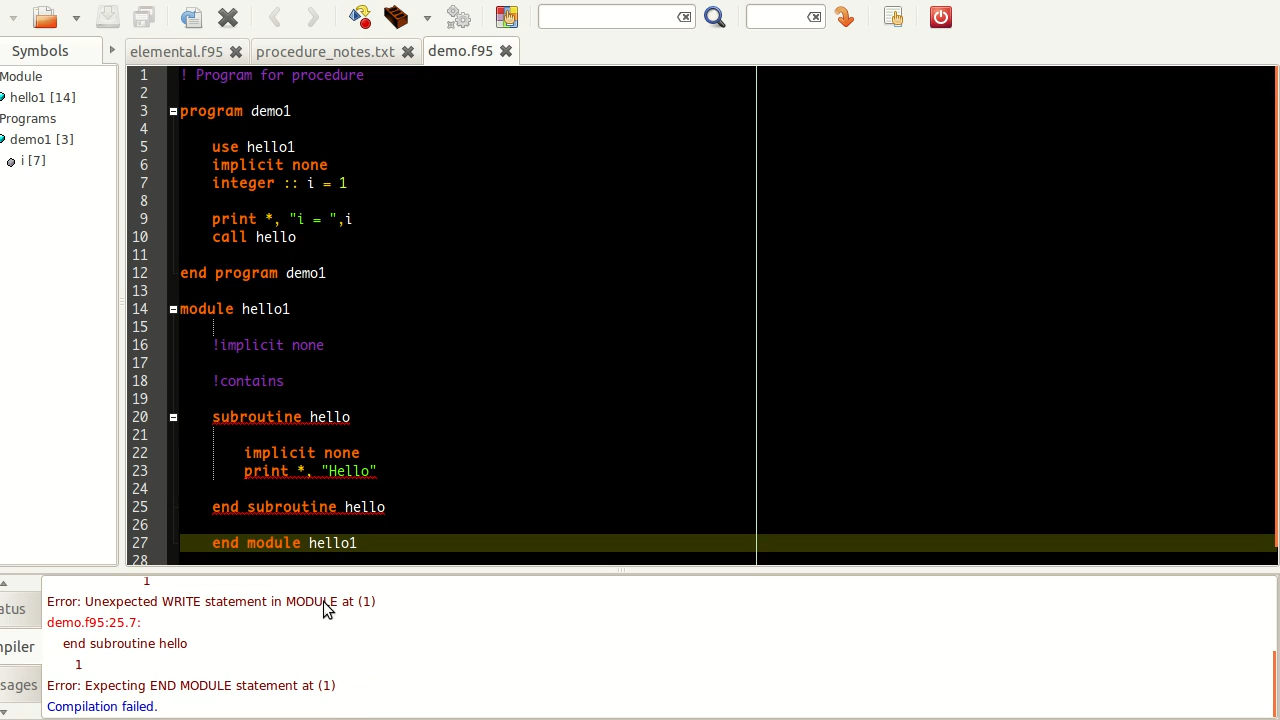 Symbols
elemental.f95
procedure_notes.txt
demo.f95
Module
hello1 [14]
Programs
demo1 [3]
i [7]
1 ! Program for procedure
2
3 program demo1
4
5 use hello1
6 implicit none
7 integer :: i = 1
8
9 print *, "i = ",i
10 call hello
11
12 end program demo1
13
14 module hello1
15
16 !implicit none
17
18 !contains
19
20 subroutine hello
21
22 implicit none
23 print *, "Hello"
24
25 end subroutine hello
26
27 end module hello1
28
atus
npiler
sages
1
Error: Unexpected WRITE statement in MODULE at (1)
demo.f95:25.7:
end subroutine hello
1
Error: Expecting END MODULE statement at (1)
Compilation failed.